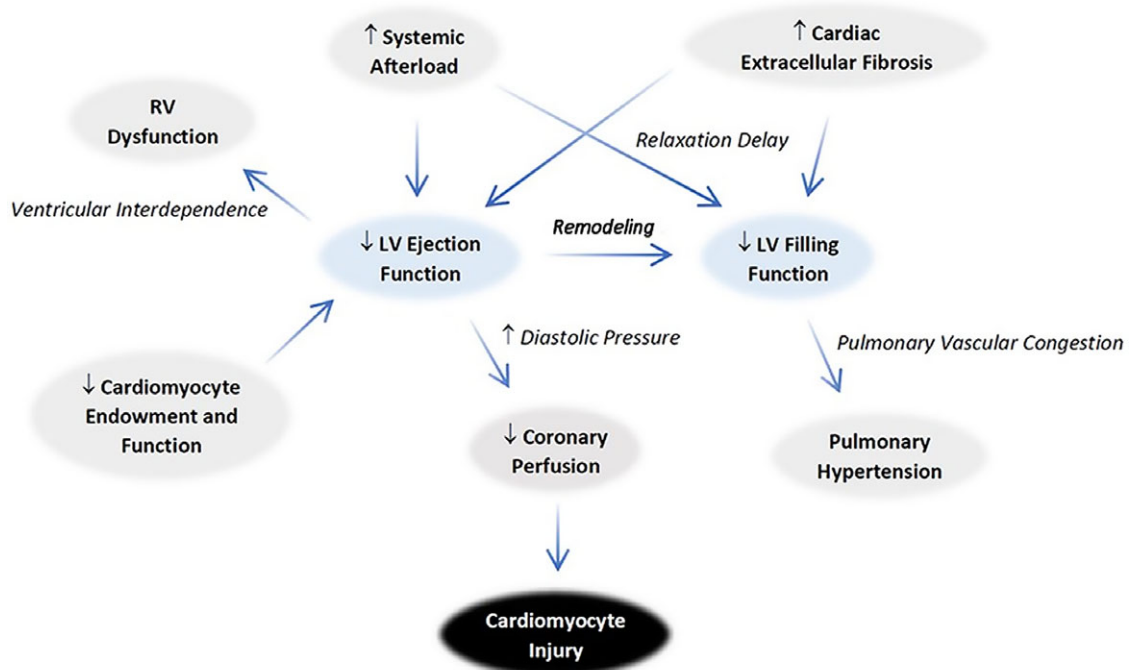 ↑ Systemic
Afterload
↑ Cardiac
Extracellular Fibrosis
RV
Dysfunction
Relaxation Delay
Ventricular Interdependence
↓ LV Ejection
Function
Remodeling
↓ LV Filling
Function
↑ Diastolic Pressure
Pulmonary Vascular Congestion
↓ Cardiomyocyte
Endowment and
Function
↓ Coronary
Perfusion
Pulmonary
Hypertension
Cardiomyocyte
Injury